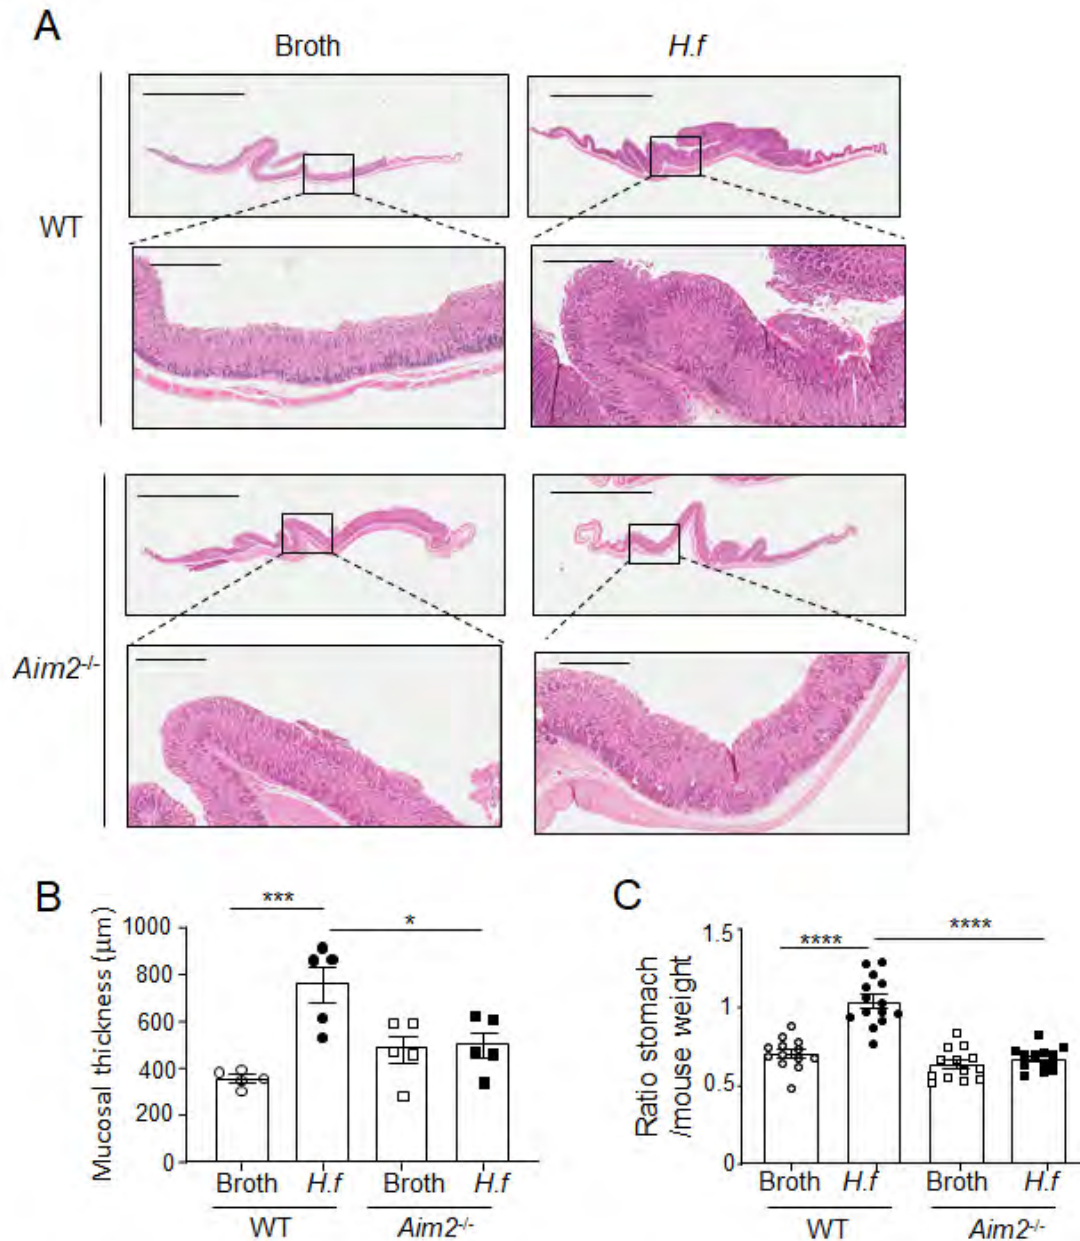 A
Broth H.f
WT
Aim2-/-
B
***
*
Mucosal thickness (μm)
1000
800
600
400
200
0
Broth H.f Broth H.f
WT Aim2-/-
C
****
****
Ratio stomach
/mouse weight
1.5
1
0.5
0
Broth H.f Broth H.f
WT Aim2-/-